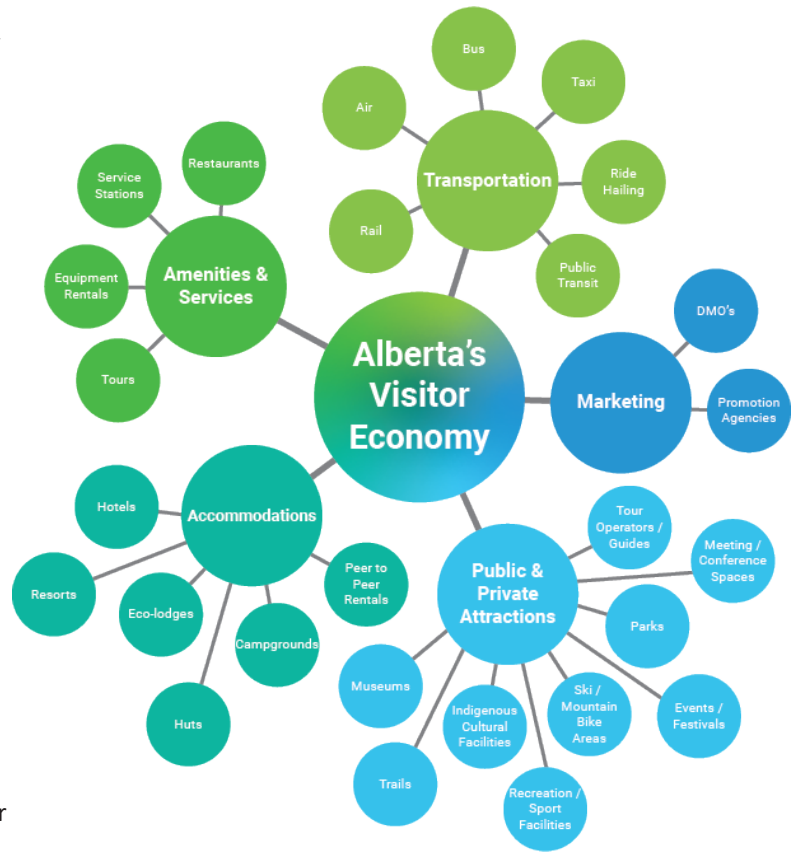 Bus
Taxi
Air
Transportation
Ride
Hailing
Rail
Public
Transit
Restaurants
Service
Stations
Amenities &
Services
Equipment
Rentals
Tours
Alberta’s
Visitor
Economy
DMO’s
Marketing
Promotion
Agencies
Hotels
Accommodations
Resorts
Eco-lodges
Huts
Campgrounds
Peer to
Peer
Rentals
Public &
Private
Attractions
Tour
Operators /
Guides
Meeting /
Conference
Spaces
Parks
Events /
Festivals
Ski /
Mountain
Bike
Areas
Recreation /
Sport
Facilities
Indigenous
Cultural
Facilities
Trails
Museums
r